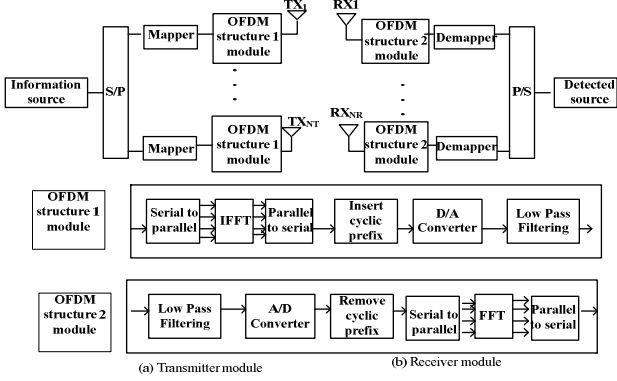 TX1
RX1
Information
source
S/P
Mapper
OFDM
structure 1
module
OFDM
structure 2
module
Demapper
P/S
Detected
source
Mapper
OFDM
structure 1
module
TXNT
RXNR
OFDM
structure 2
module
Demapper
OFDM
structure 1
module
Serial to
parallel
IFFT
Parallel
to serial
Insert
cyclic
prefix
D/A
Converter
Low Pass
Filtering
OFDM
structure 2
module
Low Pass
Filtering
A/D
Converter
Remove
cyclic
prefix
Serial to
parallel
FFT
Parallel
to serial
(a) Transmitter module
(b) Receiver module